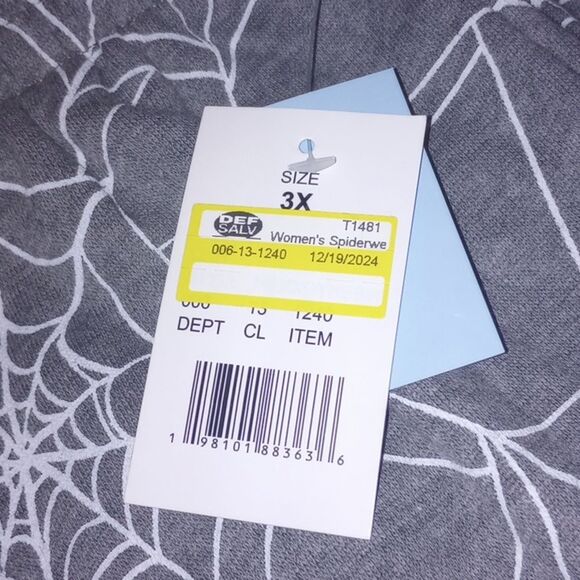 SIZE
3X
DEF
SALV
T1481
Women's Spiderwe
006-13-1240 12/19/2024
006 13 1240
DEPT CL ITEM
1 98101 88363 6